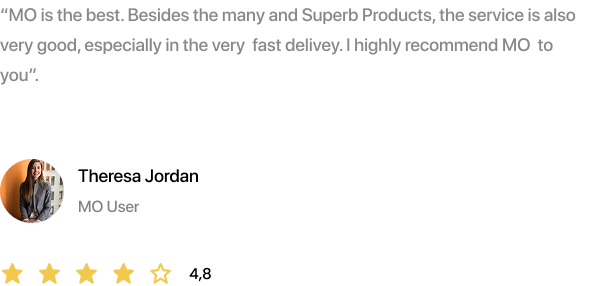 “MO is the best. Besides the many and Superb Products, the service is also
very good, especially in the very  fast delivey. I highly recommend MO  to
you”.
Theresa Jordan
MO User
4,8